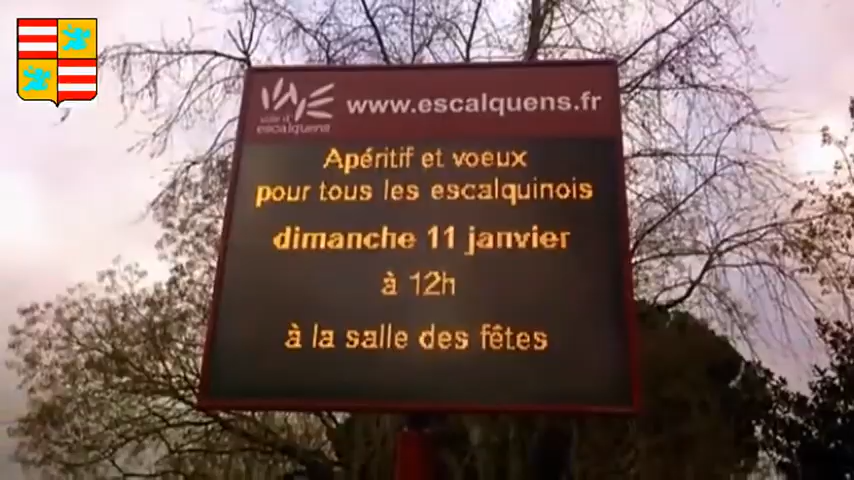 www.escalquens.fr
ville d'
escalquens
Apéritif et voeux
pour tous les escalquinois
dimanche 11 janvier
à 12h
à la salle des fêtes